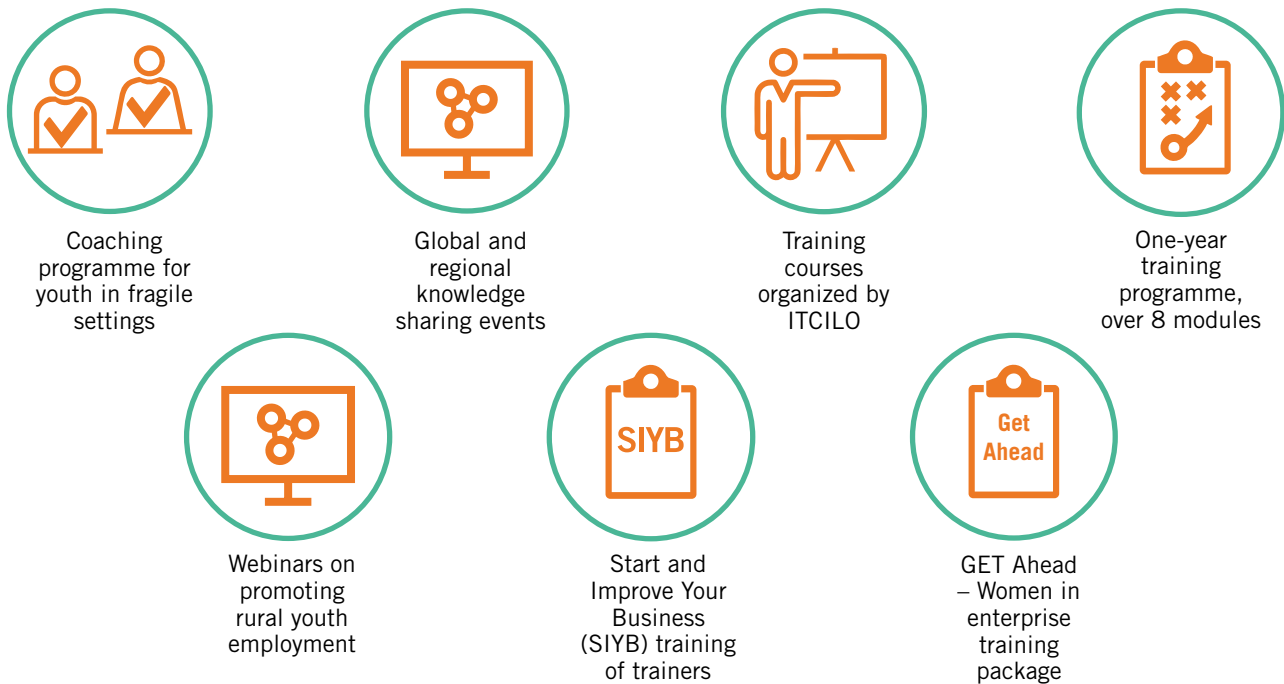 Coaching
programme for
youth in fragile
settings
Global and
regional
knowledge
sharing events
Training
courses
organized by
ITCILO
One-year
training
programme,
over 8 modules
Webinars on
promoting
rural youth
employment
SIYB
Start and
Improve Your
Business
(SIYB) training
of trainers
Get
Ahead
GET Ahead
– Women in
enterprise
training
package